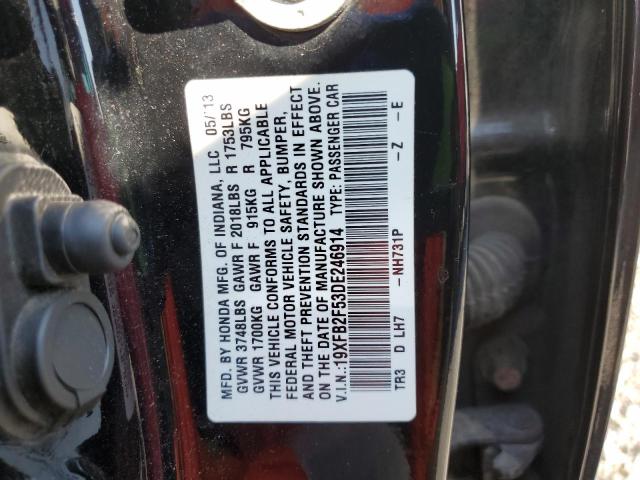 MFD. BY HONDA MFG. OF INDIANA, LLC 05/13
GVWR 3748LBS GAWR F 2018LBS R 1753LBS
GVWR 1700KG GAWR F 915KG R 795KG
THIS VEHICLE CONFORMS TO ALL APPLICABLE
FEDERAL MOTOR VEHICLE SAFETY, BUMPER,
AND THEFT PREVENTION STANDARDS IN EFFECT
ON THE DATE OF MANUFACTURE SHOWN ABOVE.
V.I.N.:19XFB2F53DE246914 TYPE: PASSENGER CAR
TR3 D LH7 -NH731P -Z -E